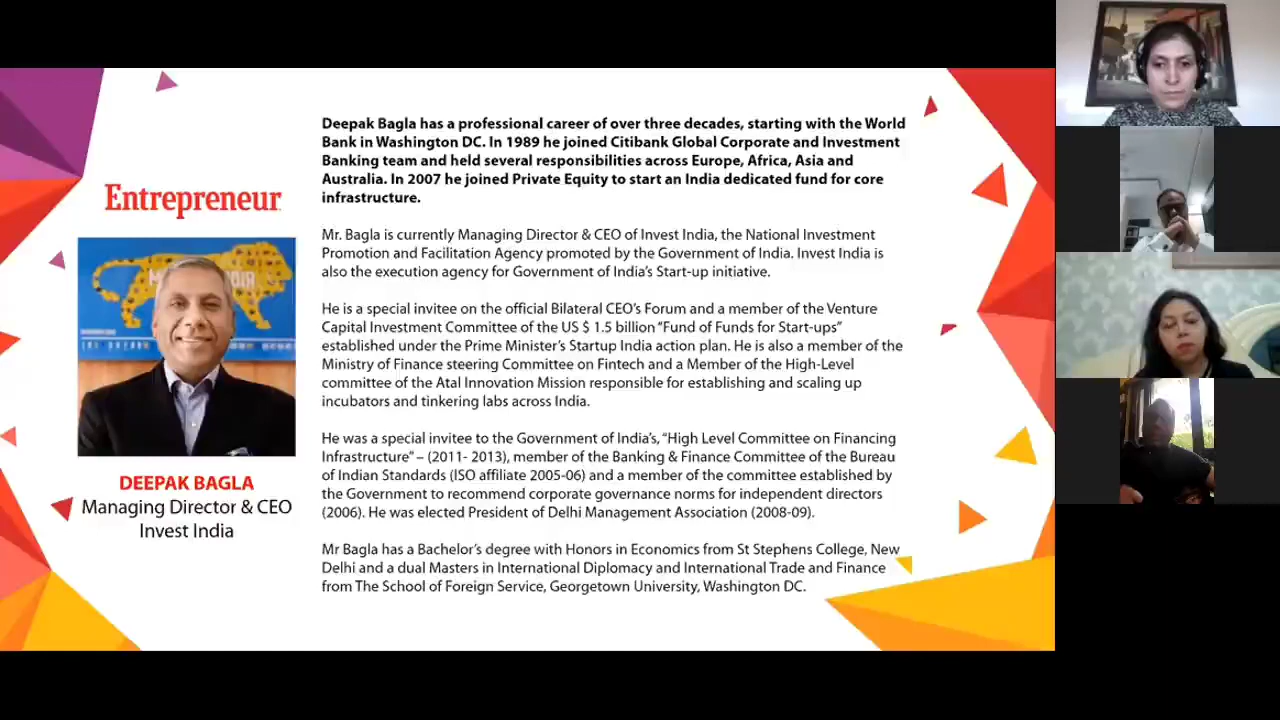 Deepak Bagla has a professional career of over three decades, starting with the World
Bank in Washington DC. In 1989 he joined Citibank Global Corporate and Investment
Banking team and held several responsibilities across Europe, Africa, Asia and
Australia. In 2007 he joined Private Equity to start an India dedicated fund for core
infrastructure.
Mr. Bagla is currently Managing Director & CEO of Invest India, the National Investment
Promotion and Facilitation Agency promoted by the Government of India. Invest India is
also the execution agency for Government of India's Start-up initiative.
He is a special invitee on the official Bilateral CEO's Forum and a member of the Venture
Capital Investment Committee of the US $ 1.5 billion "Fund of Funds for Start-ups"
established under the Prime Minister's Startup India action plan. He is also a member of the
Ministry of Finance steering Committee on Fintech and a Member of the High-Level
committee of the Atal Innovation Mission responsible for establishing and scaling up
incubators and tinkering labs across India.
He was a special invitee to the Government of India's, "High Level Committee on Financing
Infrastructure" – (2011- 2013), member of the Banking & Finance Committee of the Bureau
of Indian Standards (ISO affiliate 2005-06) and a member of the committee established by
the Government to recommend corporate governance norms for independent directors
(2006). He was elected President of Delhi Management Association (2008-09).
Mr Bagla has a Bachelor's degree with Honors in Economics from St Stephens College, New
Delhi and a dual Masters in International Diplomacy and International Trade and Finance
from The School of Foreign Service, Georgetown University, Washington DC.
Entrepreneur
DEEPAK BAGLA
Managing Director & CEO
Invest India